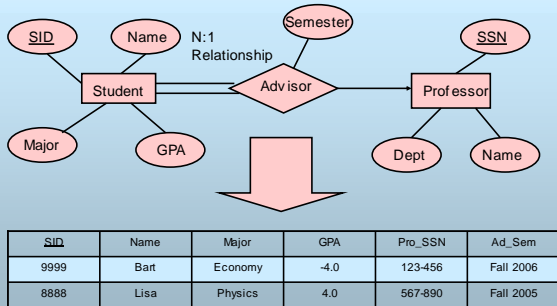 Semester
SID
Name
N:1
Relationship
SSN
Student
Advisor
Professor
Major
GPA
Dept
Name
SID Name Major GPA Pro_SSN Ad_Sem
9999 Bart Economy -4.0 123-456 Fall 2006
8888 Lisa Physics 4.0 567-890 Fall 2005